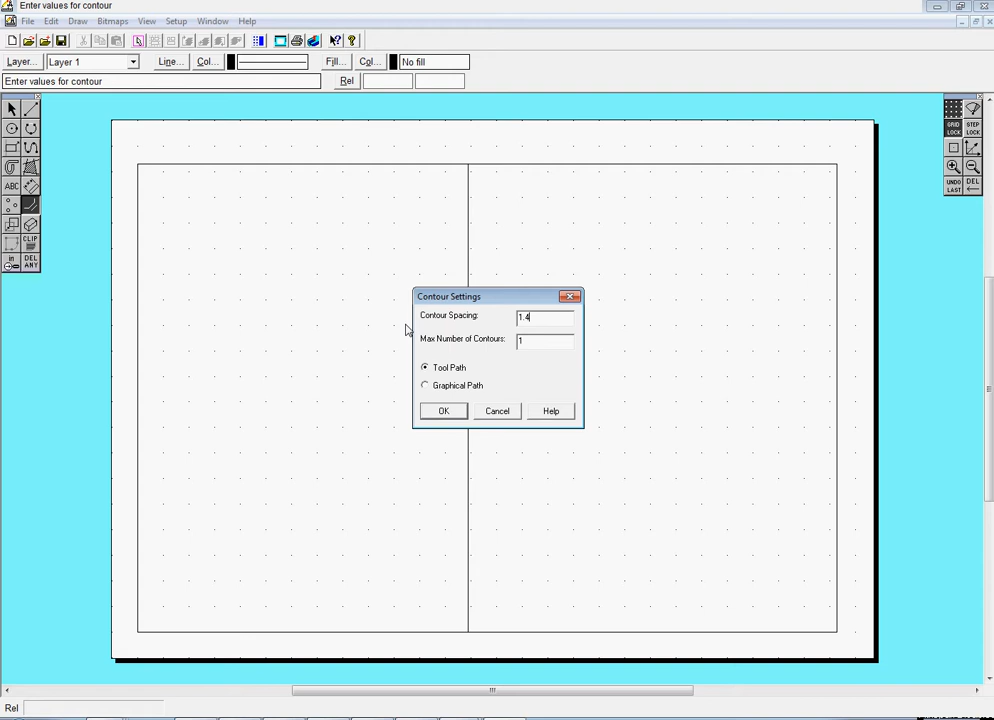 Enter values for contour
File Edit Draw Bitmaps View Setup Window Help
Layer... Layer 1 Line... Col... Fill... Col... No fill
Enter values for contour Rel
GRID LOCK STEP LOCK
ABC
UNDO LAST DEL
CLIP
in DEL ANY
Contour Settings
Contour Spacing: 1.4
Max Number of Contours: 1
Tool Path
Graphical Path
OK Cancel Help
Rel